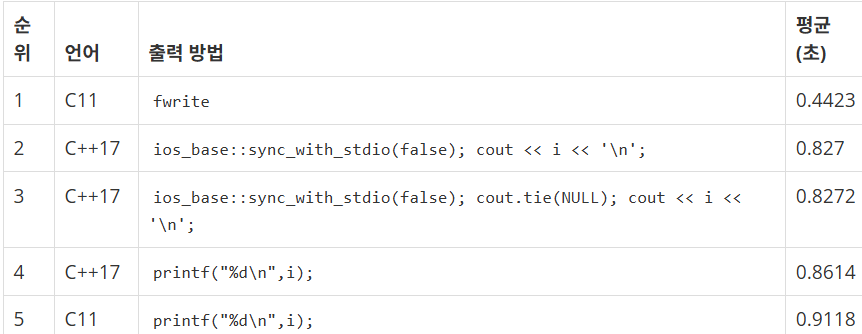 순위 언어 출력 방법 평균 (초)
1 C11 fwrite 0.4423
2 C++17 ios_base::sync_with_stdio(false); cout << i << '\n'; 0.827
3 C++17 ios_base::sync_with_stdio(false); cout.tie(NULL); cout << i << 0.8272
'\n';
4 C++17 printf("%d\n",i); 0.8614
5 C11 printf("%d\n",i); 0.9118